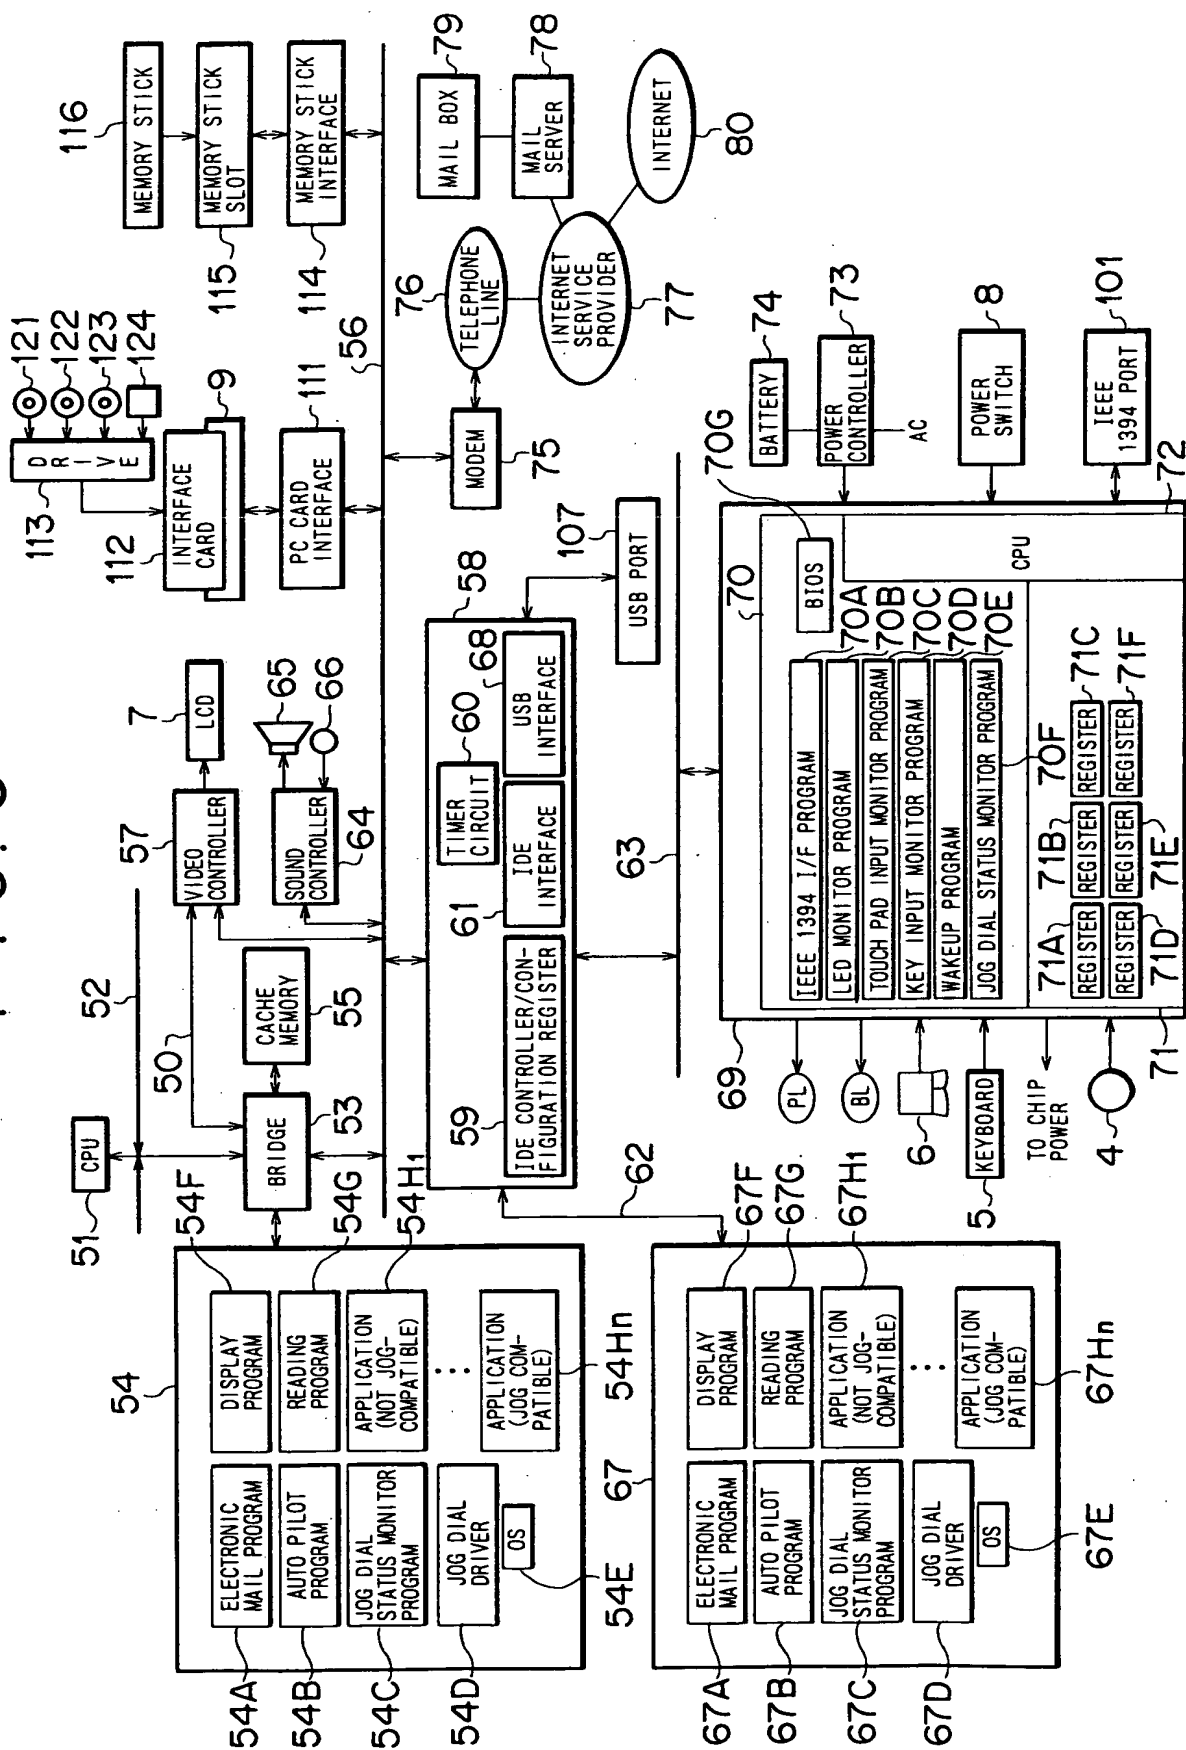 51
CPU
52
50
57
VIDEO
CONTROLLER
7
LCD
113
DRIVE
121
122
123
124
116
MEMORY STICK
115
MEMORY STICK
SLOT
114
MEMORY STICK
INTERFACE
112
INTERFACE
CARD
9
PC CARD
INTERFACE
111
65
66
SOUND
CONTROLLER
64
CACHE
MEMORY
55
BRIDGE
53
56
54
54F
54G
54H1
DISPLAY
PROGRAM
READING
PROGRAM
APPLICATION
(NOT JOG-
COMPATIBLE)
APPLICATION
(JOG COM-
PATIBLE)
54Hn
ELECTRONIC
MAIL PROGRAM
AUTO PILOT
PROGRAM
JOG DIAL
STATUS MONITOR
PROGRAM
JOG DIAL
DRIVER
OS
54A
54B
54C
54D
54E
58
59
IDE CONTROLLER/CON-
FIGURATION REGISTER
61
IDE
INTERFACE
TIMER
CIRCUIT
60
68
USB
INTERFACE
107
USB PORT
MODEM
75
76
TELEPHONE
LINE
INTERNET
SERVICE
PROVIDER
77
MAIL BOX
79
MAIL
SERVER
78
INTERNET
80
62
63
67
67F
67G
67H1
DISPLAY
PROGRAM
READING
PROGRAM
APPLICATION
(NOT JOG-
COMPATIBLE)
APPLICATION
(JOG COM-
PATIBLE)
67Hn
ELECTRONIC
MAIL PROGRAM
AUTO PILOT
PROGRAM
JOG DIAL
STATUS MONITOR
PROGRAM
JOG DIAL
DRIVER
OS
67A
67B
67C
67D
67E
69
PL
BL
6
5
KEYBOARD
TO CHIP
POWER
4
70
BIOS
70G
IEEE 1394 I/F PROGRAM
LED MONITOR PROGRAM
TOUCH PAD INPUT MONITOR PROGRAM
KEY INPUT MONITOR PROGRAM
WAKEUP PROGRAM
JOG DIAL STATUS MONITOR PROGRAM
70A
70B
70C
70D
70E
70F
CPU
72
71
71A
71B
71C
REGISTER
REGISTER
REGISTER
REGISTER
REGISTER
REGISTER
71D
71E
71F
BATTERY
74
POWER
CONTROLLER
73
AC
POWER
SWITCH
8
IEEE
1394 PORT
101